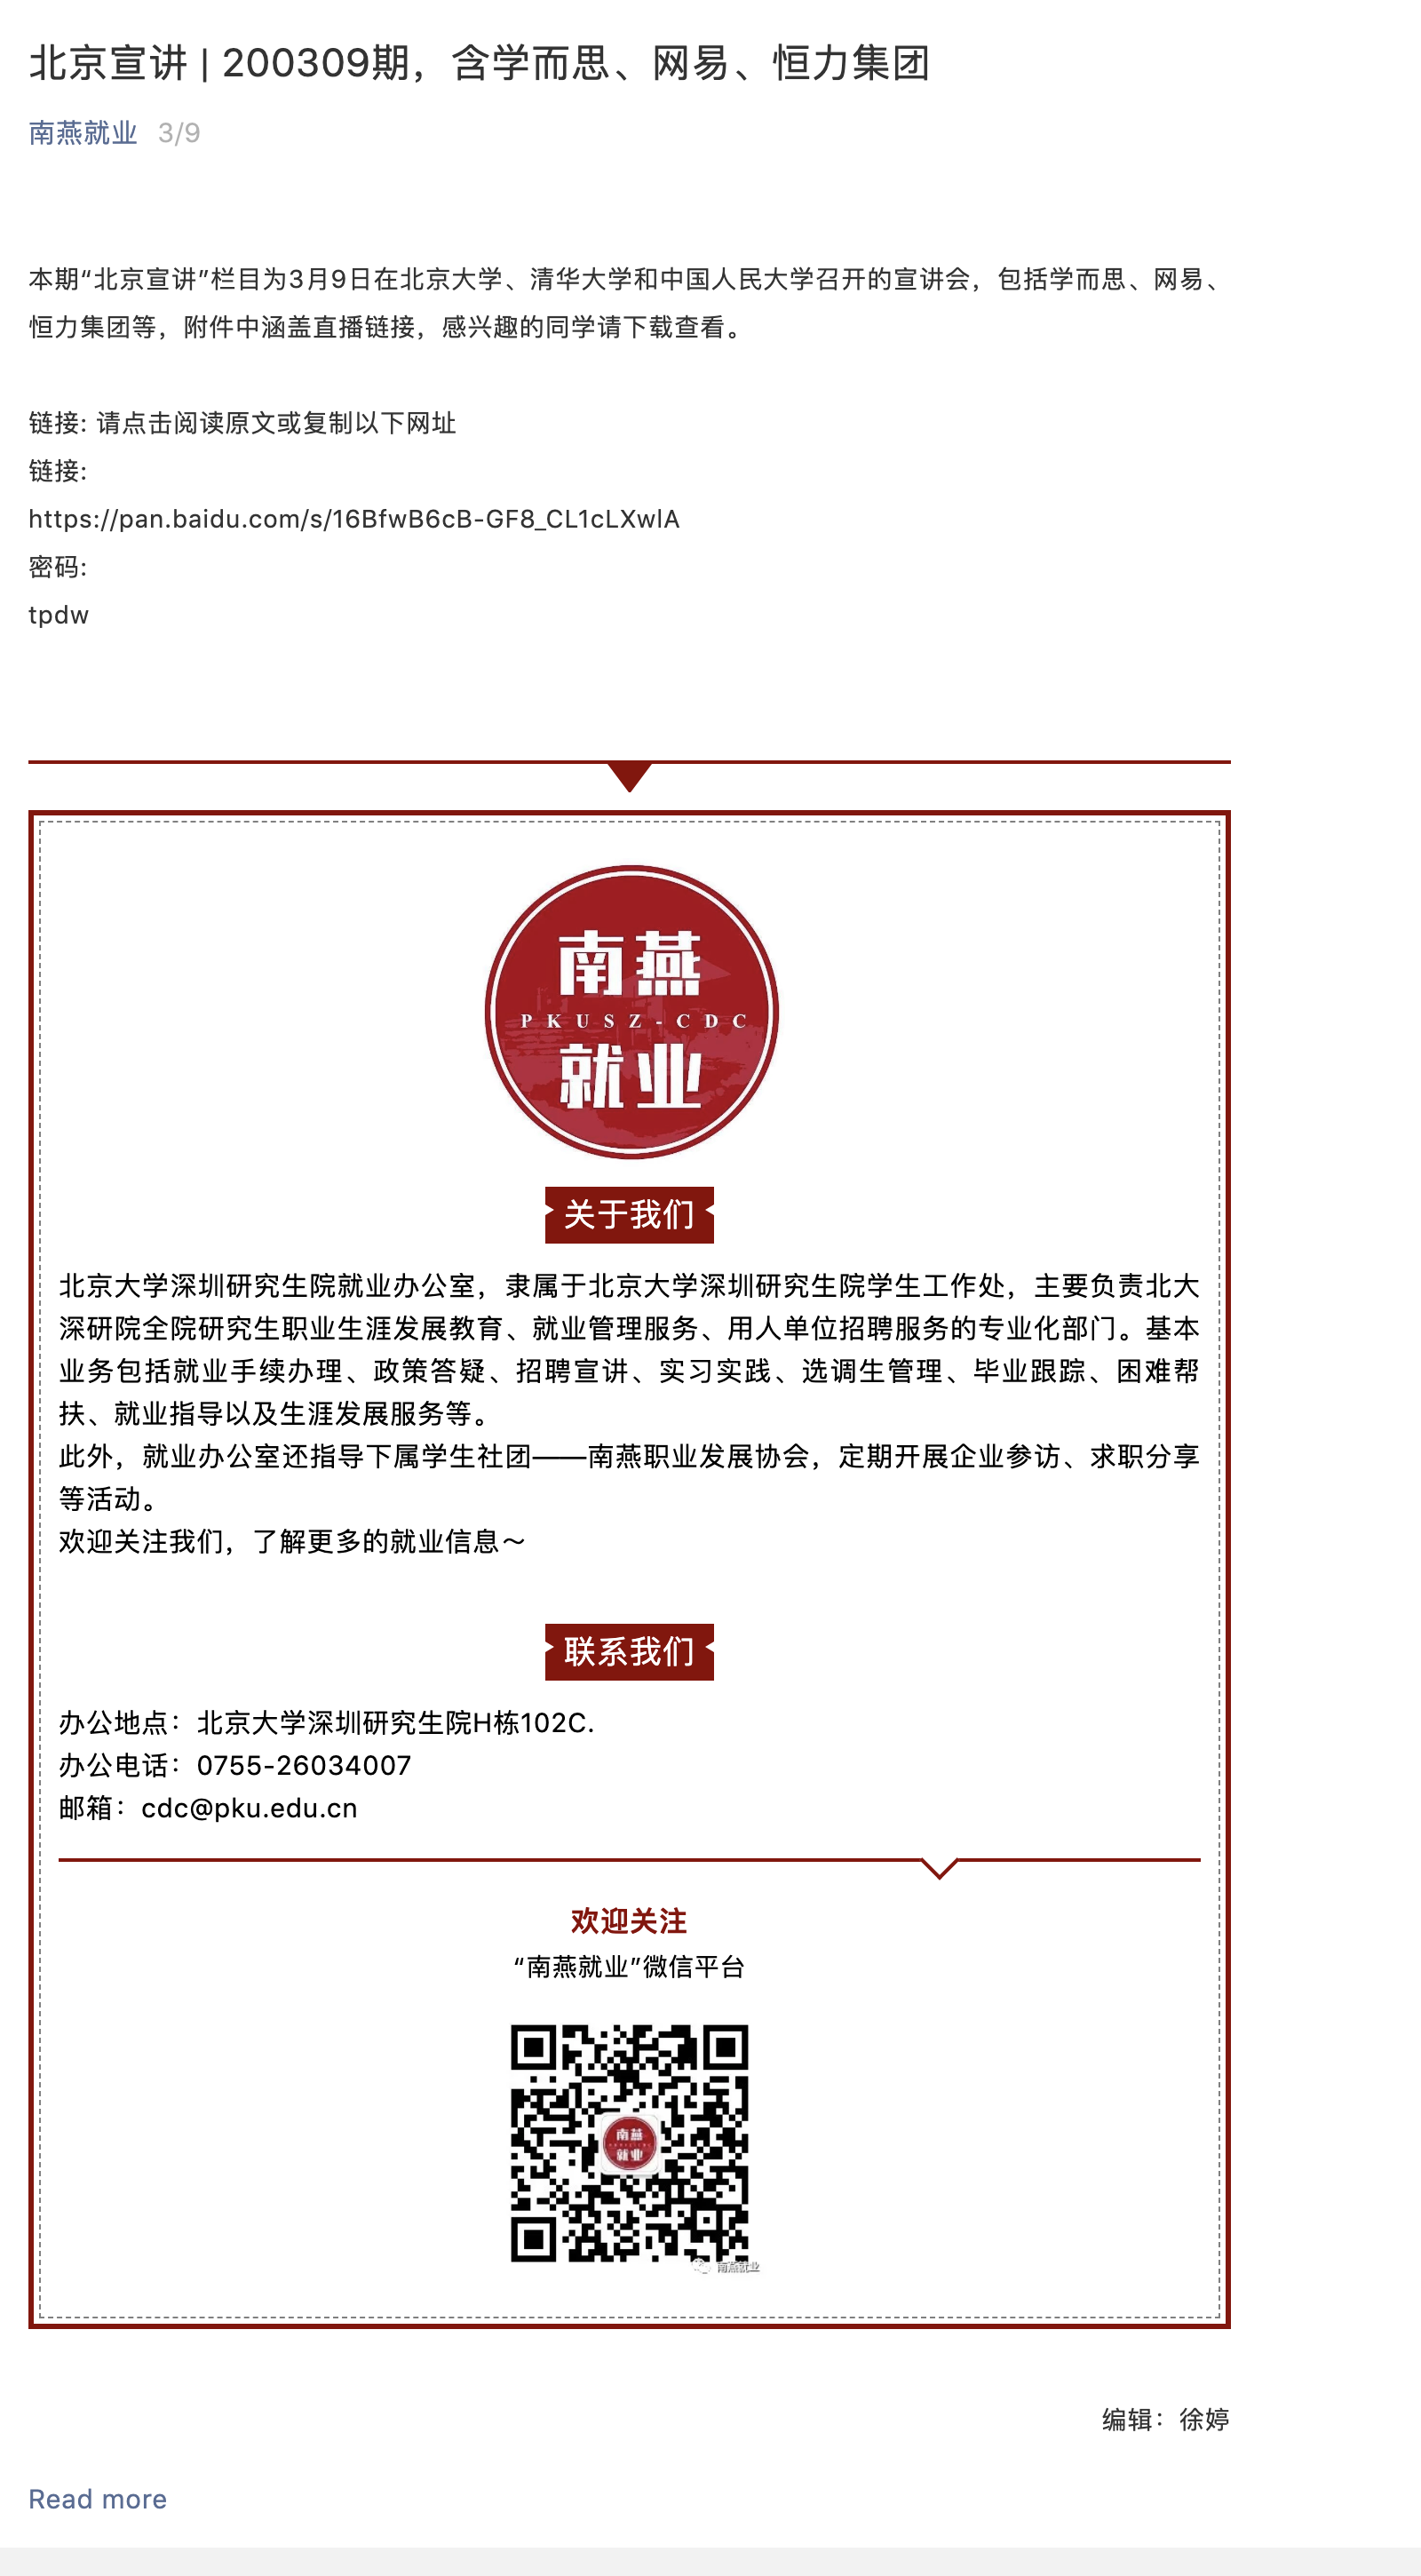 北京宣讲 | 200309期，含学而思、网易、恒力集团
南燕就业 3/9
本期“北京宣讲”栏目为3月9日在北京大学、清华大学和中国人民大学召开的宣讲会，包括学而思、网易、
恒力集团等，附件中涵盖直播链接，感兴趣的同学请下载查看。
链接: 请点击阅读原文或复制以下网址
链接:
https://pan.baidu.com/s/16BfwB6cB-GF8_CL1cLXwlA
密码:
tpdw
南燕
PKUSZ-CDC
就业
关于我们
北京大学深圳研究生院就业办公室，隶属于北京大学深圳研究生院学生工作处，主要负责北大
深研院全院研究生职业生涯发展教育、就业管理服务、用人单位招聘服务的专业化部门。基本
业务包括就业手续办理、政策答疑、招聘宣讲、实习实践、选调生管理、毕业跟踪、困难帮
扶、就业指导以及生涯发展服务等。
此外，就业办公室还指导下属学生社团——南燕职业发展协会，定期开展企业参访、求职分享
等活动。
欢迎关注我们，了解更多的就业信息～
联系我们
办公地点：北京大学深圳研究生院H栋102C.
办公电话：0755-26034007
邮箱：cdc@pku.edu.cn
欢迎关注
“南燕就业”微信平台
南燕
就业
南燕就业
编辑：徐婷
Read more